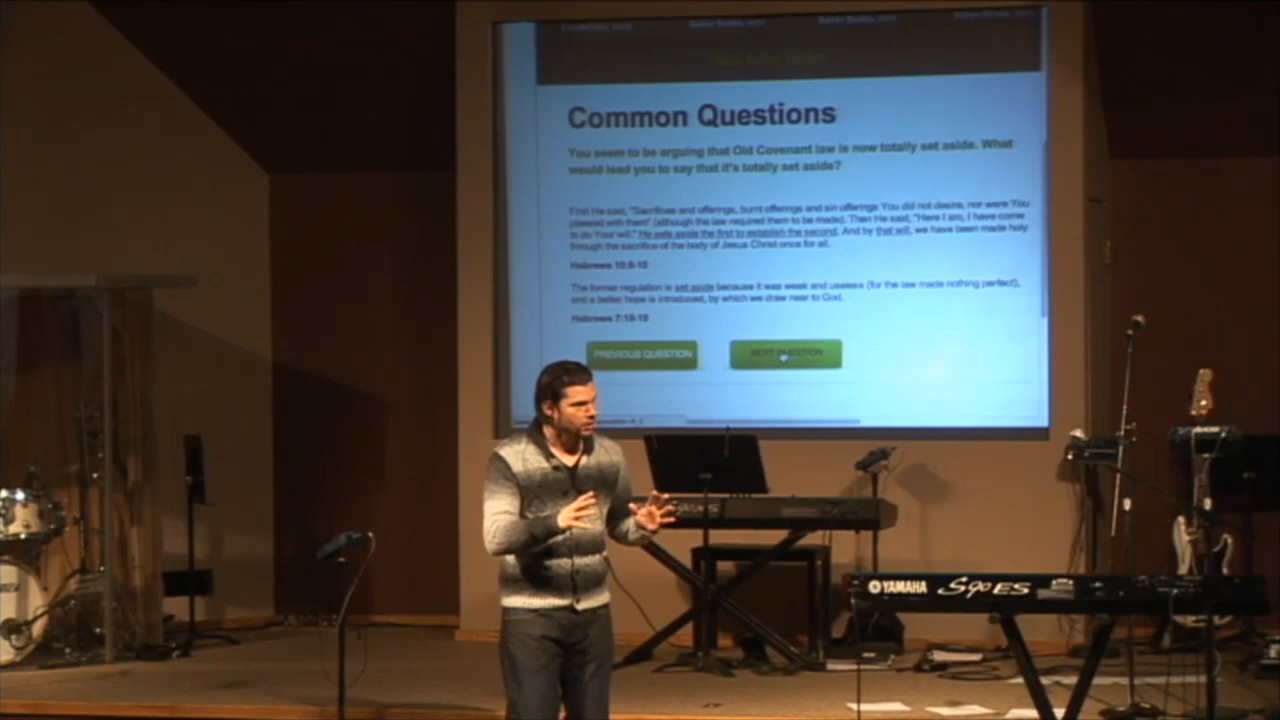 Common Questions
You seem to be arguing that Old Covenant law is now totally set aside. What
would lead you to say that it's totally set aside?
First He said, "Sacrifices and offerings, burnt offerings and sin offerings You did not desire, nor were You
pleased with them" (although the law required them to be made). Then He said, "Here I am, I have come
to do Your will." He sets aside the first to establish the second. And by that will, we have been made holy
through the sacrifice of the body of Jesus Christ once for all.
Hebrews 10:8-10
The former regulation is set aside because it was weak and useless (for the law made nothing perfect),
and a better hope is introduced, by which we draw near to God.
Hebrews 7:18-19
PREVIOUS QUESTION
NEXT QUESTION
YAMAHA S90 ES